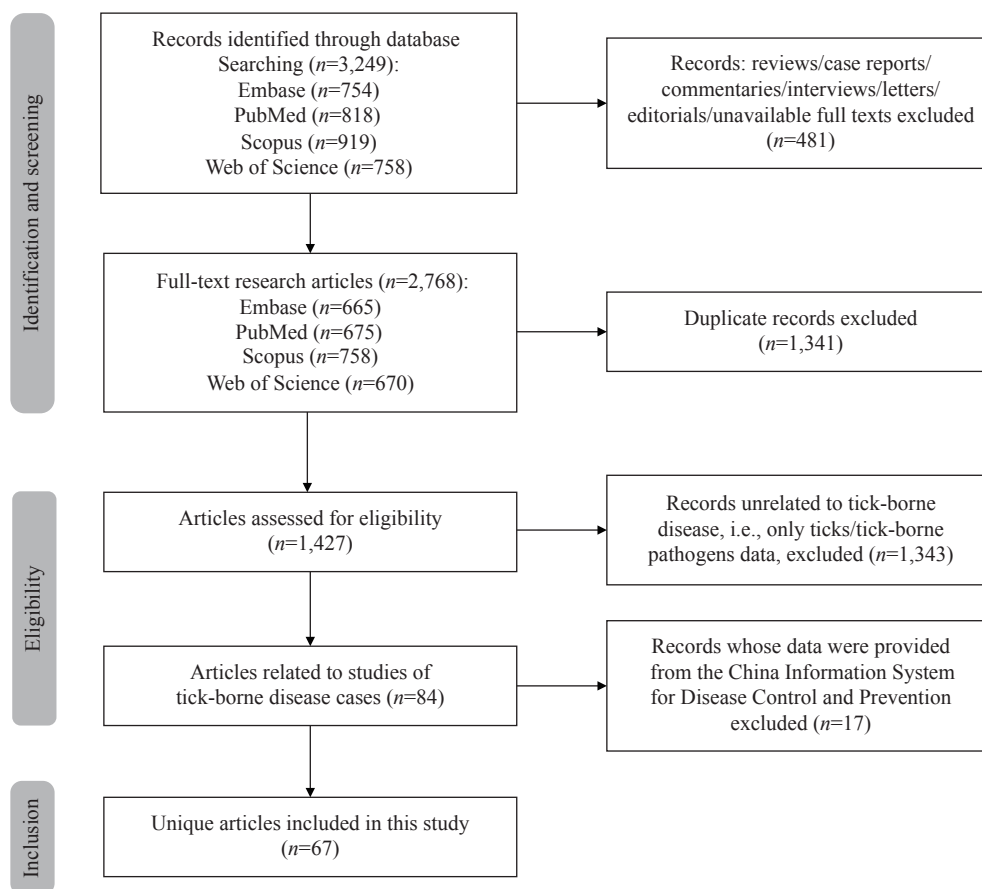 Identification and screening
Records identified through database
Searching (n=3,249):
Embase (n=754)
PubMed (n=818)
Scopus (n=919)
Web of Science (n=758)
Records: reviews/case reports/
commentaries/interviews/letters/
editorials/unavailable full texts excluded
(n=481)
Full-text research articles (n=2,768):
Embase (n=665)
PubMed (n=675)
Scopus (n=758)
Web of Science (n=670)
Duplicate records excluded
(n=1,341)
Eligibility
Articles assessed for eligibility
(n=1,427)
Records unrelated to tick-borne
disease, i.e., only ticks/tick-borne
pathogens data, excluded (n=1,343)
Articles related to studies of
tick-borne disease cases (n=84)
Records whose data were provided
from the China Information System
for Disease Control and Prevention
excluded (n=17)
Inclusion
Unique articles included in this study
(n=67)